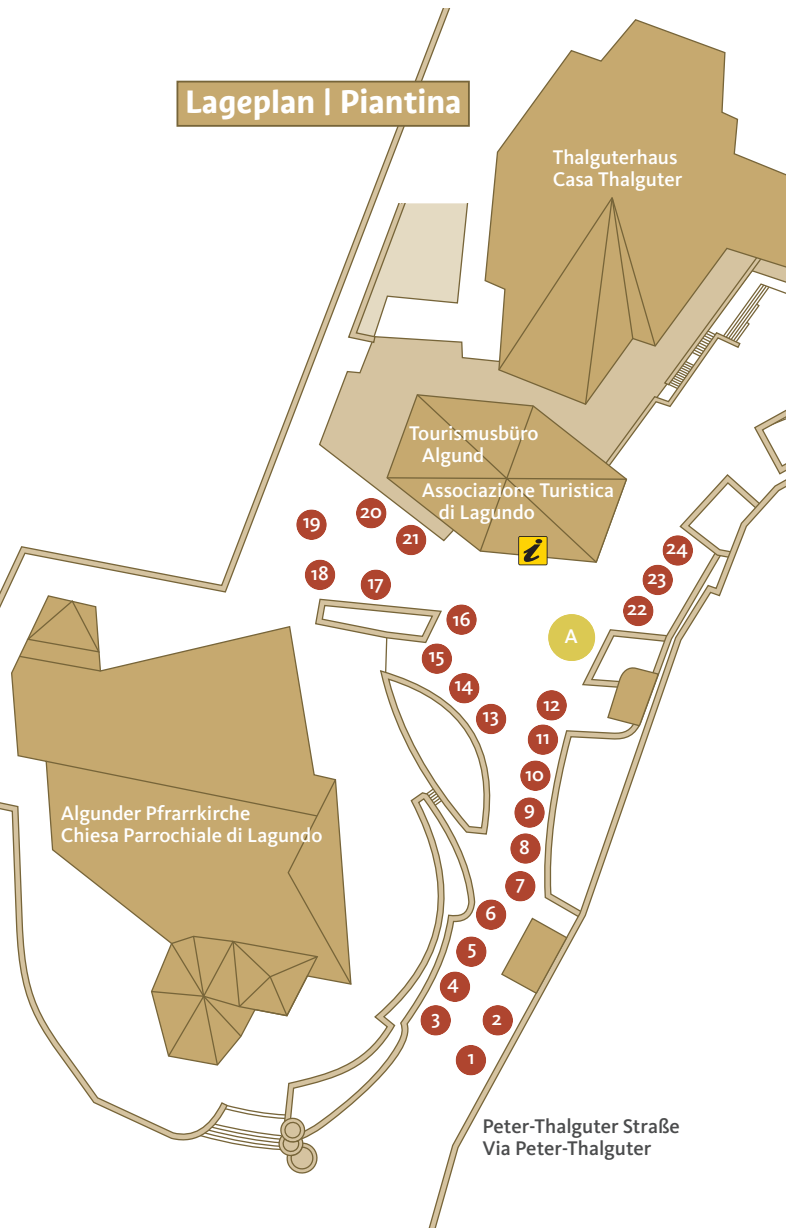 Lageplan | Piantina
Thalguterhaus
Casa Thalguter
Tourismusbüro
Algund
Associazione Turistica
di Lagundo
i
19
20
21
18
17
16
15
14
13
24
23
22
A
12
11
10
9
8
7
6
5
4
3
2
1
Algunder Pfrarrkirche
Chiesa Parrochiale di Lagundo
Peter-Thalguter Straße
Via Peter-Thalguter